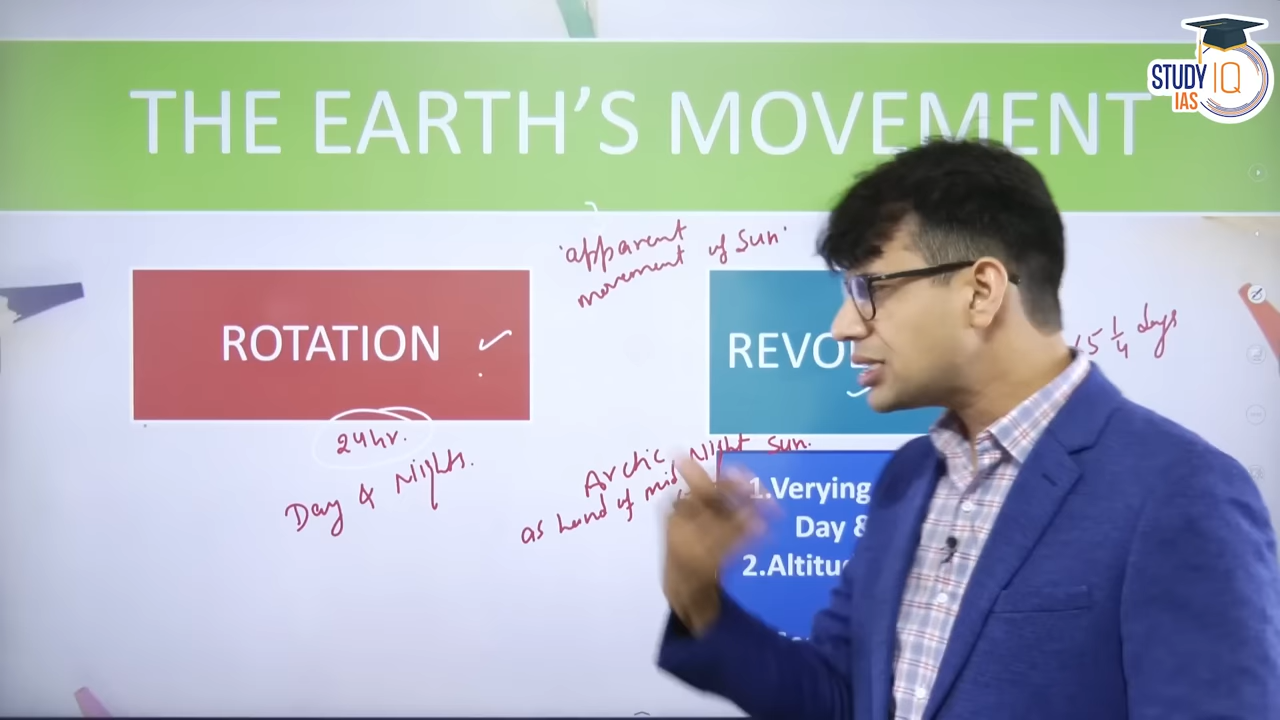 STUDY IQ
IAS
THE EARTH'S MOVEMENT
'apparent
movement of Sun'
ROTATION
REVOL
5 1/4 days
24hr.
Day & Nights.
Arctic
as land of mid Night Sun.
1.Verying
Day &
2.Altitu